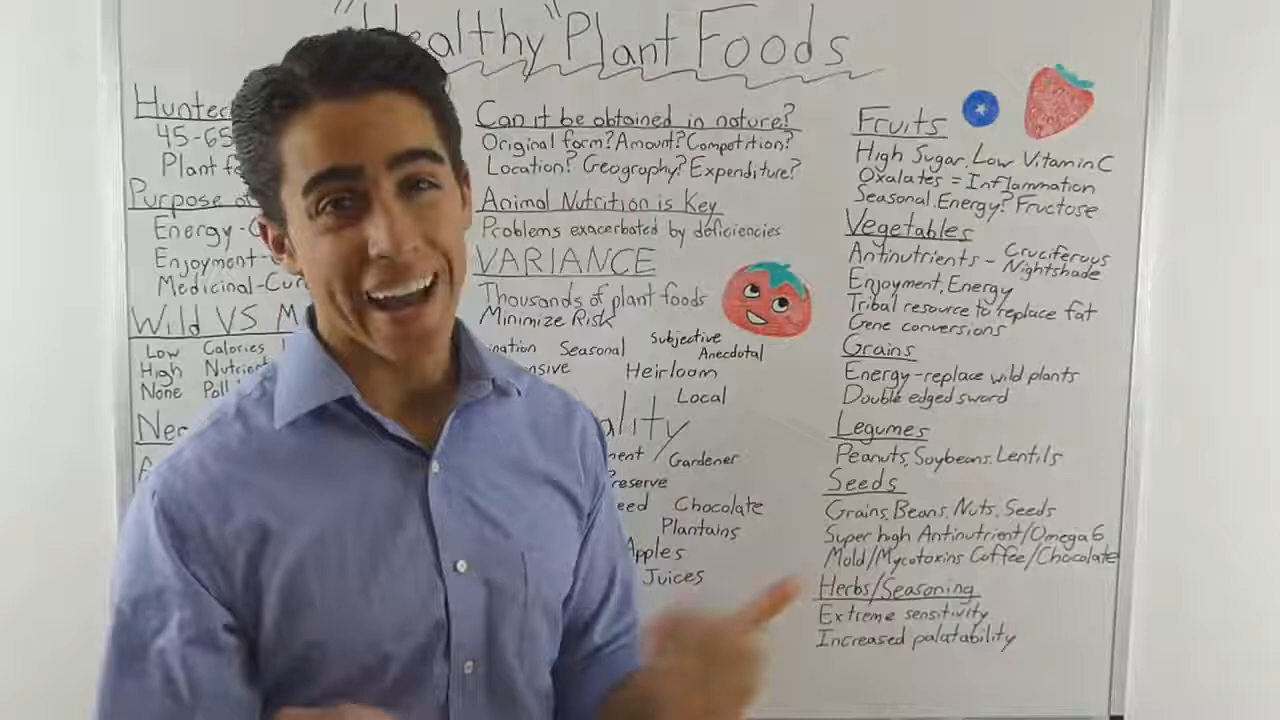 "Healthy" Plant Foods
45-65
Plant
Purpose
Energy-
Enjoyment-
Medicinal-
Wild VS
Low Calories
High
None
Can it be obtained in nature?
Original form? Amount? Competition?
Location? Geography? Expenditure?
Animal Nutrition is Key
Problems exacerbated by deficiencies
VARIANCE
Thousands of plant foods
Minimize Risk
Seasonal Subjective
Anecdotal
Heirloom
Local
Gardener
Chocolate
Plantains
Apples
Juices
Fruits
High Sugar, Low Vitamin C
Oxalates = Inflammation
Seasonal Energy? Fructose
Vegetables
Antinutrients - Cruciferous
Nightshade
Enjoyment, Energy
Tribal resource to replace fat
Gene conversions
Grains
Energy-replace wild plants
Double edged sword
Legumes
Peanuts, Soybeans, Lentils
Seeds
Grains, Beans, Nuts, Seeds
Super high Antinutrient/Omega 6
Mold/Mycotoxins Coffee/Chocolate
Herbs/Seasoning
Extreme sensitivity
Increased palatability